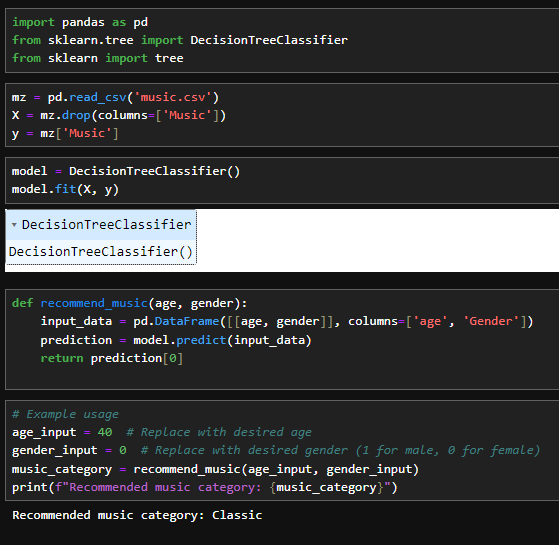 import pandas as pd
from sklearn.tree import DecisionTreeClassifier
from sklearn import tree
mz = pd.read_csv('music.csv')
X = mz.drop(columns=['Music'])
y = mz['Music']
model = DecisionTreeClassifier()
model.fit(X, y)
▾ DecisionTreeClassifier
DecisionTreeClassifier()
def recommend_music(age, gender):
    input_data = pd.DataFrame([[age, gender]], columns=['age', 'Gender'])
    prediction = model.predict(input_data)
    return prediction[0]
# Example usage
age_input = 40  # Replace with desired age
gender_input = 0  # Replace with desired gender (1 for male, 0 for female)
music_category = recommend_music(age_input, gender_input)
print(f"Recommended music category: {music_category}")
Recommended music category: Classic